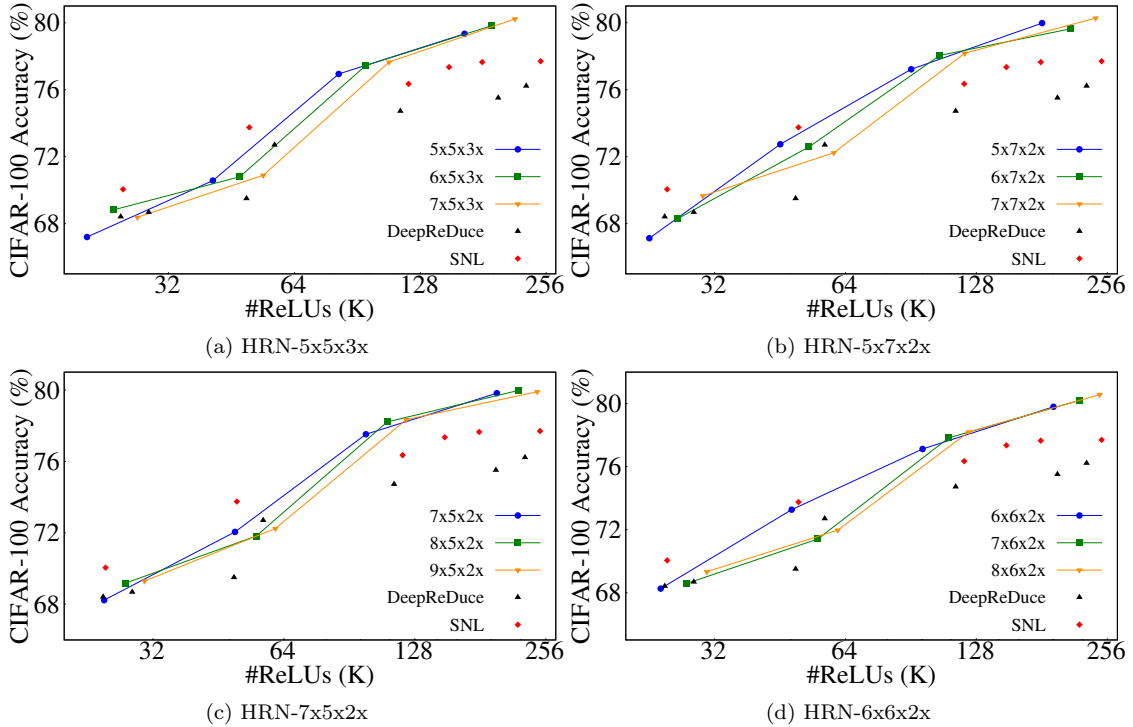 CIFAR-100 Accuracy (%)
80
76
72
68
5x5x3x
6x5x3x
7x5x3x
DeepReDuce
SNL
32 64 128 256
#ReLUs (K)
(a) HRN-5x5x3x
CIFAR-100 Accuracy (%)
80
76
72
68
5x7x2x
6x7x2x
7x7x2x
DeepReDuce
SNL
32 64 128 256
#ReLUs (K)
(b) HRN-5x7x2x
CIFAR-100 Accuracy (%)
80
76
72
68
7x5x2x
8x5x2x
9x5x2x
DeepReDuce
SNL
32 64 128 256
#ReLUs (K)
(c) HRN-7x5x2x
CIFAR-100 Accuracy (%)
80
76
72
68
6x6x2x
7x6x2x
8x6x2x
DeepReDuce
SNL
32 64 128 256
#ReLUs (K)
(d) HRN-6x6x2x